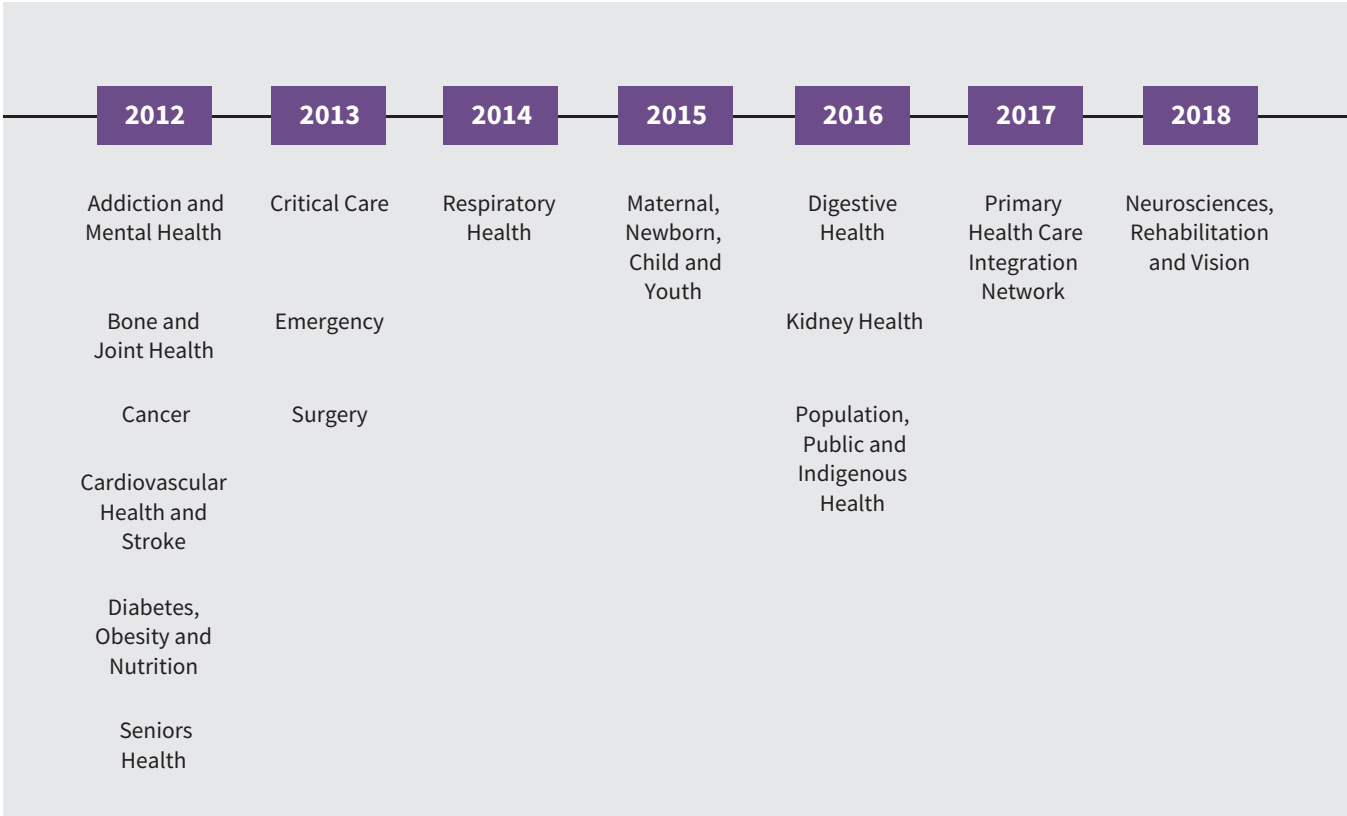 2012
2013
2014
2015
2016
2017
2018
Addiction and
Mental Health
Bone and
Joint Health
Cancer
Cardiovascular
Health and
Stroke
Diabetes,
Obesity and
Nutrition
Seniors
Health
Critical Care
Emergency
Surgery
Respiratory
Health
Maternal,
Newborn,
Child and
Youth
Digestive
Health
Kidney Health
Population,
Public and
Indigenous
Health
Primary
Health Care
Integration
Network
Neurosciences,
Rehabilitation
and Vision